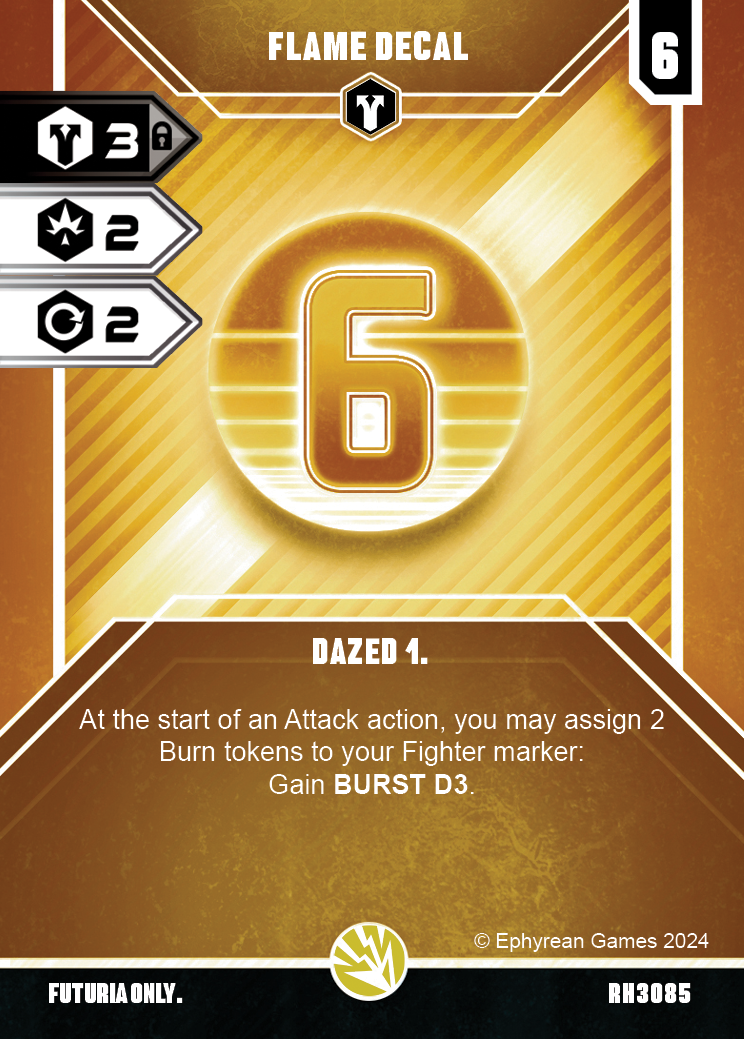 FLAME DECAL
6
3
2
2
6
DAZED 1.
At the start of an Attack action, you may assign 2
Burn tokens to your Fighter marker:
Gain BURST D3.
© Ephyrean Games 2024
FUTURIA ONLY.
RH3085